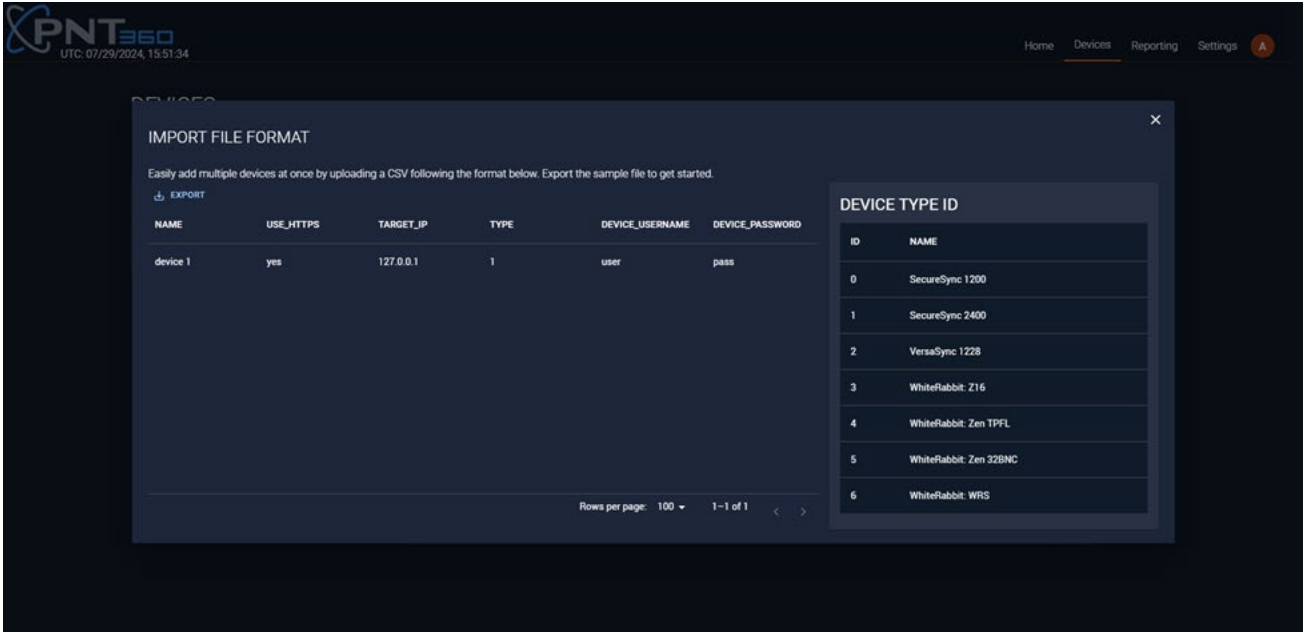 PNT360
UTC: 07/29/2024, 15:51:34
Home Devices Reporting Settings A
DEVICES
IMPORT FILE FORMAT
Easily add multiple devices at once by uploading a CSV following the format below. Export the sample file to get started.
EXPORT
NAME USE_HTTPS TARGET_IP TYPE DEVICE_USERNAME DEVICE_PASSWORD
device 1 yes 127.0.0.1 1 user pass
Rows per page: 100 1–1 of 1
DEVICE TYPE ID
ID NAME
0 SecureSync 1200
1 SecureSync 2400
2 VersaSync 1228
3 WhiteRabbit: Z16
4 WhiteRabbit: Zen TPFL
5 WhiteRabbit: Zen 32BNC
6 WhiteRabbit: WRS